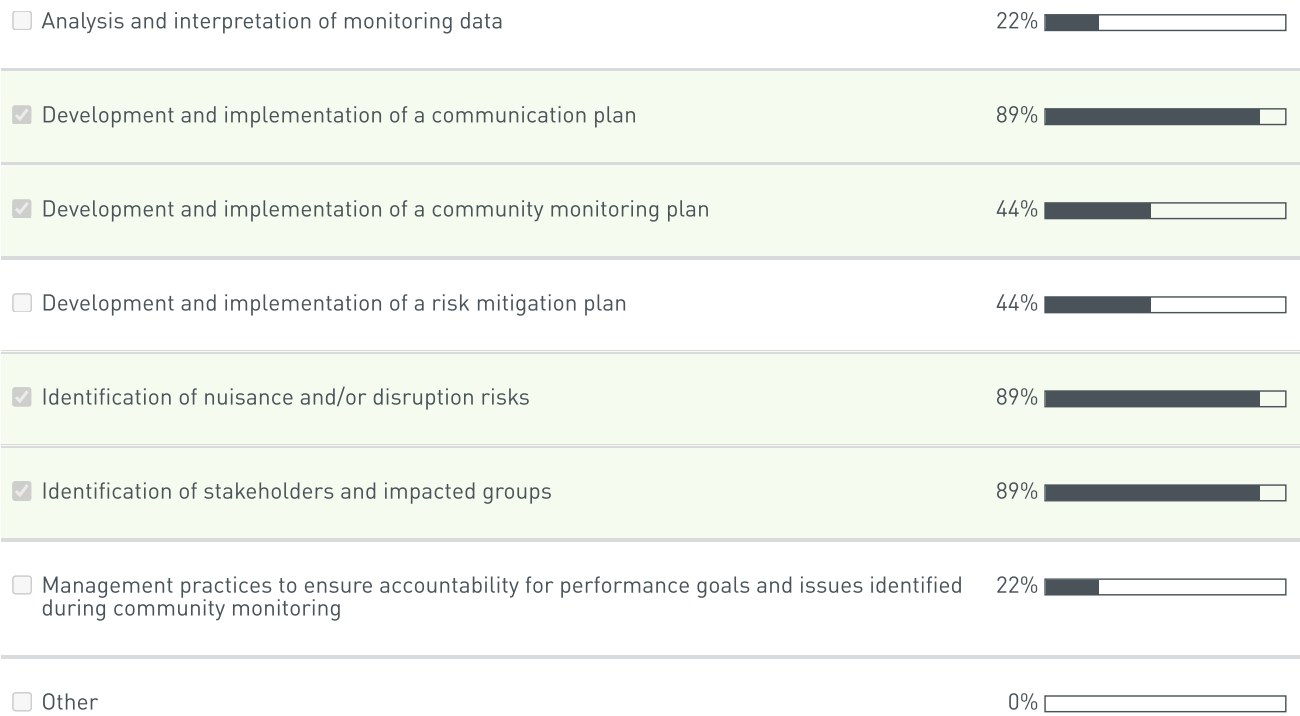 Analysis and interpretation of monitoring data 22%
Development and implementation of a communication plan 89%
Development and implementation of a community monitoring plan 44%
Development and implementation of a risk mitigation plan 44%
Identification of nuisance and/or disruption risks 89%
Identification of stakeholders and impacted groups 89%
Management practices to ensure accountability for performance goals and issues identified 22%
during community monitoring
Other 0%